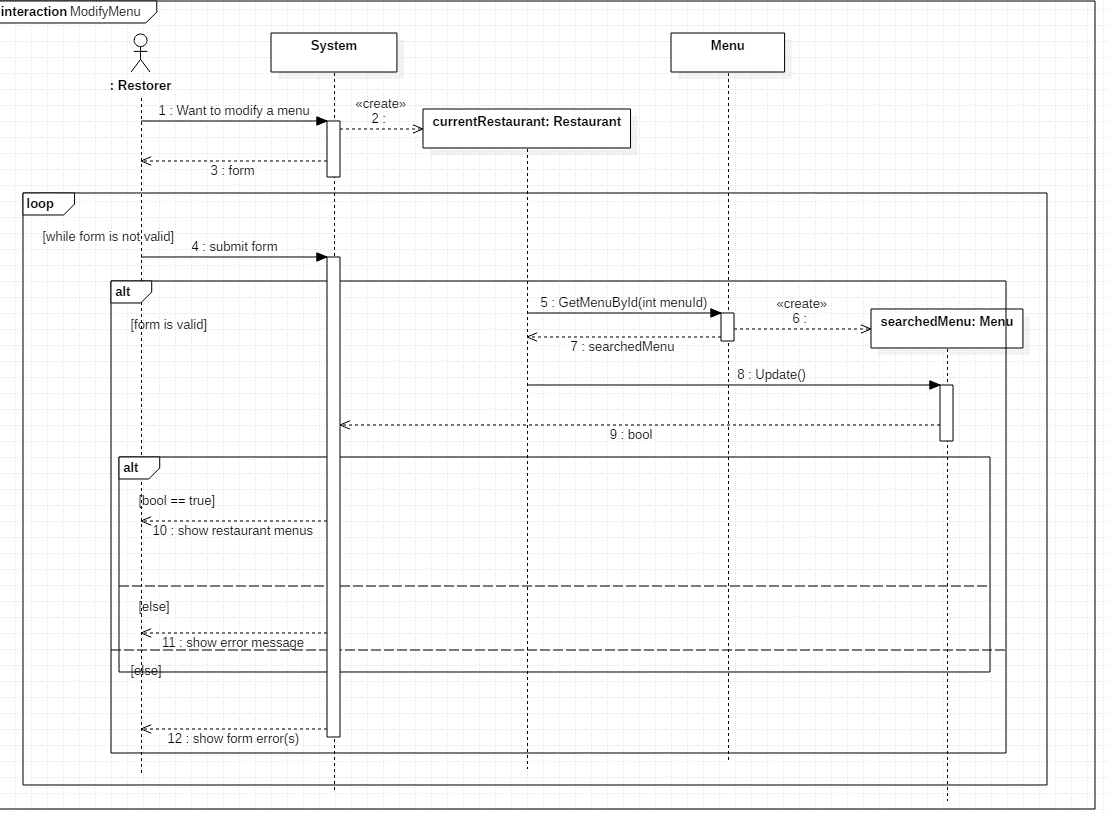 interaction ModifyMenu
System
Menu
: Restorer
1 : Want to modify a menu
«create»
2 :
currentRestaurant: Restaurant
3 : form
loop
[while form is not valid]
4 : submit form
alt
[form is valid]
5 : GetMenuById(int menuId)
«create»
6 :
searchedMenu: Menu
7 : searchedMenu
8 : Update()
9 : bool
alt
[bool == true]
10 : show restaurant menus
[else]
11 : show error message
[else]
12 : show form error(s)